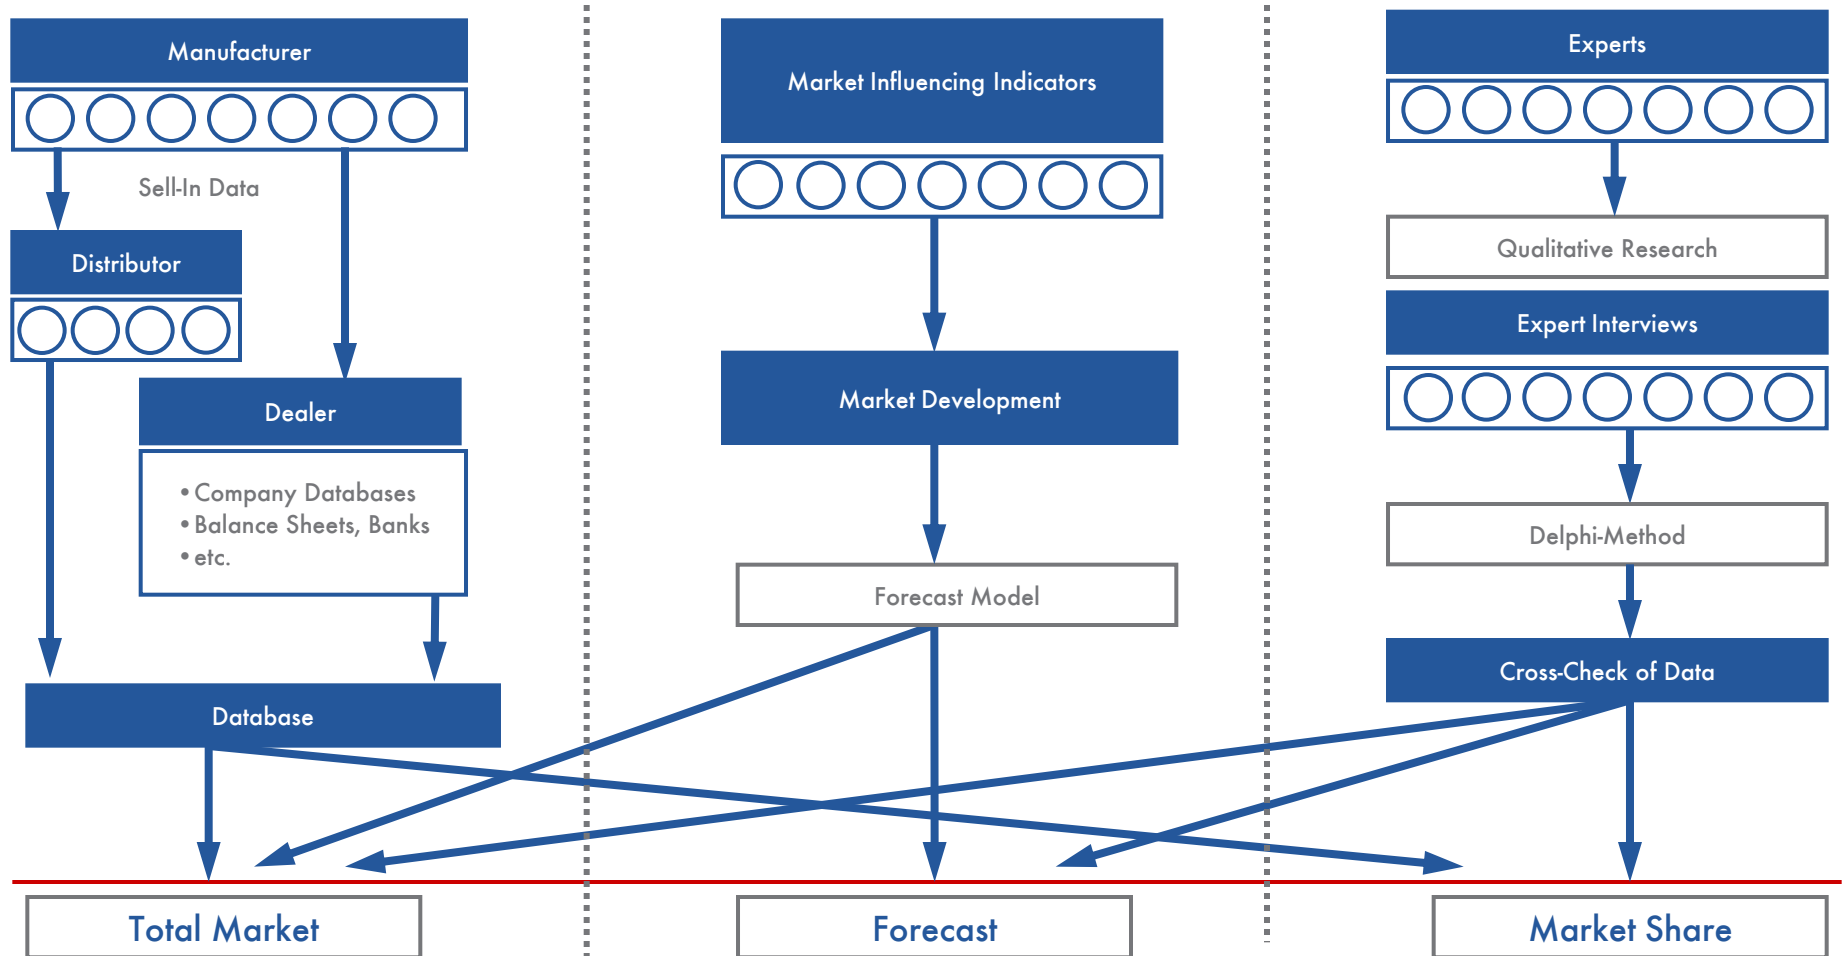 Manufacturer
Sell-In Data
Distributor
Dealer
• Company Databases
• Balance Sheets, Banks
• etc.
Database
Total Market
Market Influencing Indicators
Market Development
Forecast Model
Forecast
Experts
Qualitative Research
Expert Interviews
Delphi-Method
Cross-Check of Data
Market Share